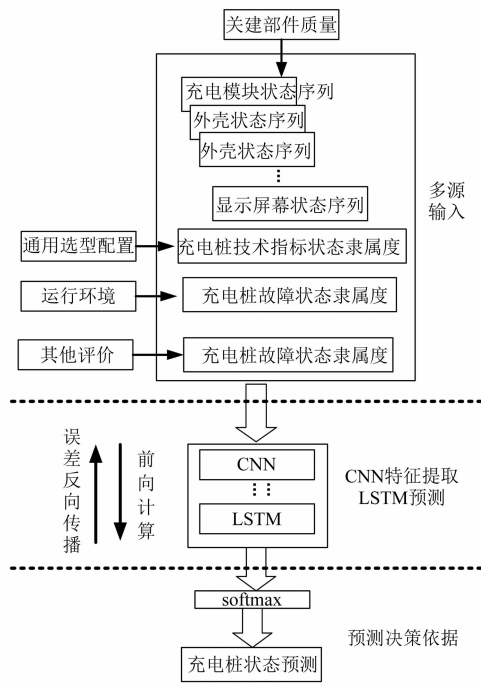 关建部件质量
充电模块状态序列
外壳状态序列
外壳状态序列
⋮
显示屏幕状态序列
多源
输入
通用选型配置
充电桩技术指标状态隶属度
运行环境
充电桩故障状态隶属度
其他评价
充电桩故障状态隶属度
误差反向传播
前向计算
CNN
⋮⋮
LSTM
CNN特征提取
LSTM预测
softmax
预测决策依据
充电桩状态预测